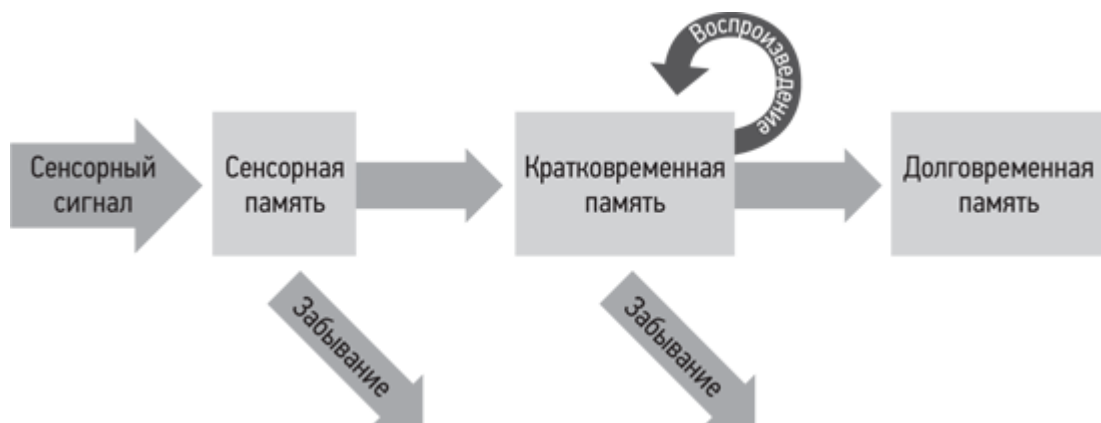 Воспроизведение
Сенсорный
сигнал
Сенсорная
память
Кратковременная
память
Долговременная
память
Забывание
Забывание